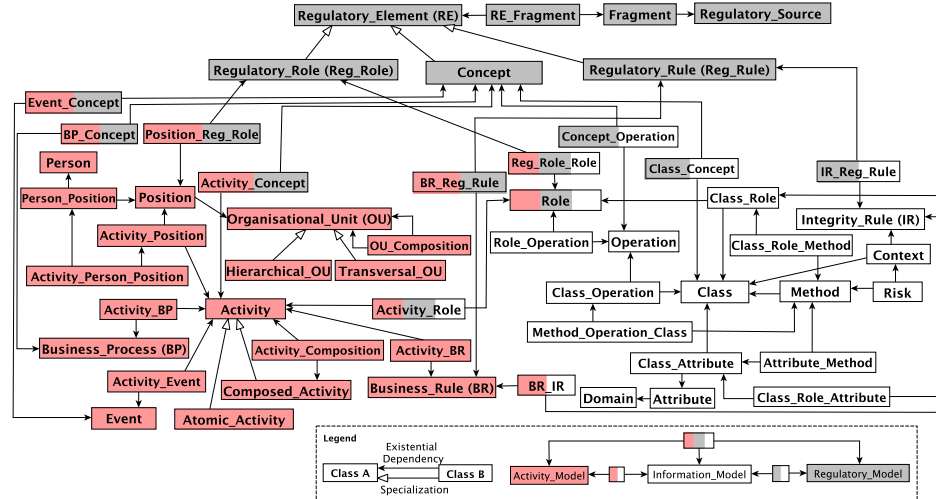 Regulatory_Element (RE)
RE_Fragment
Fragment
Regulatory_Source
Regulatory_Role (Reg_Role)
Concept
Regulatory_Rule (Reg_Rule)
Event_Concept
BP_Concept
Position_Reg_Role
Concept_Operation
Person
Reg_Role_Role
Class_Concept
IR_Reg_Rule
Activity_Concept
BR_Reg_Rule
Person_Position
Position
Role
Class_Role
Organisational_Unit (OU)
Integrity_Rule (IR)
Activity_Position
OU_Composition
Role_Operation
Operation
Class_Role_Method
Context
Activity_Person_Position
Hierarchical_OU
Transversal_OU
Class_Operation
Class
Method
Risk
Activity_BP
Activity
Activity_Role
Method_Operation_Class
Business_Process (BP)
Activity_Composition
Activity_BR
Class_Attribute
Attribute_Method
Activity_Event
Composed_Activity
Business_Rule (BR)
BR_IR
Domain
Attribute
Class_Role_Attribute
Event
Atomic_Activity
Legend
Existential
Dependency
Class A
Class B
Specialization
Activity_Model
Information_Model
Regulatory_Model